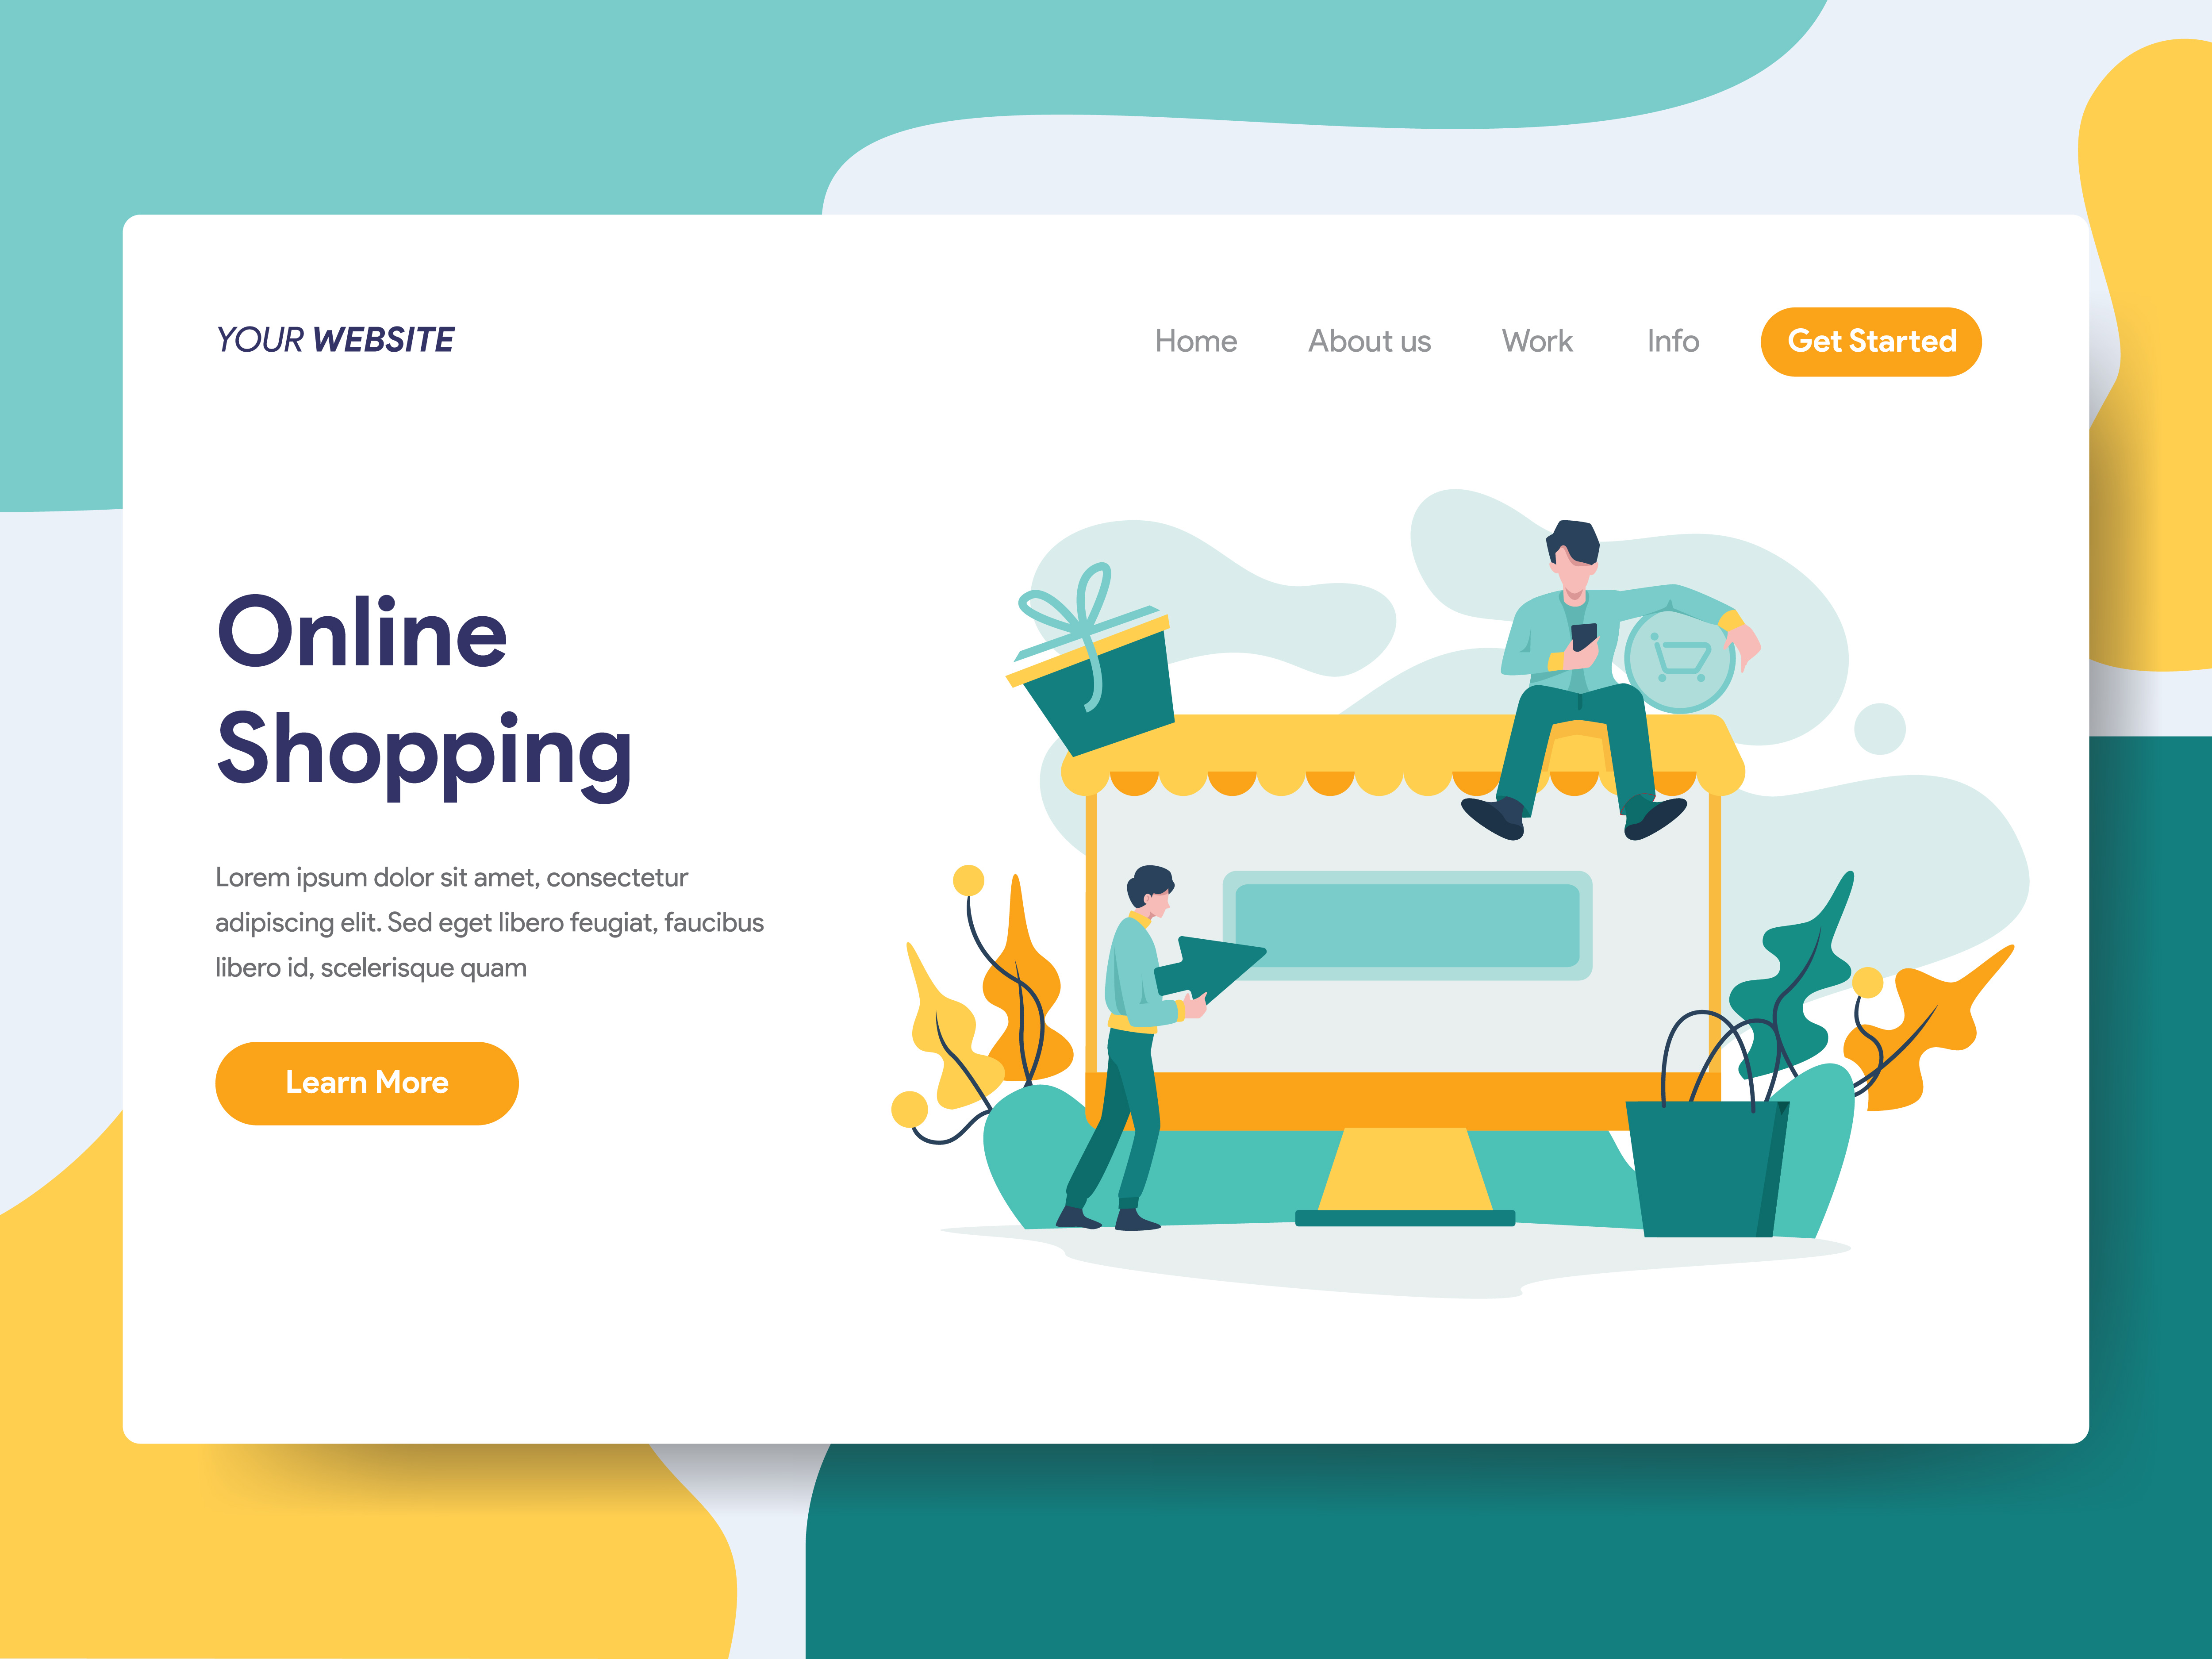 YOUR WEBSITE
Home About us Work Info Get Started
Online
Shopping
Lorem ipsum dolor sit amet, consectetur
adipiscing elit. Sed eget libero feugiat, faucibus
libero id, scelerisque quam
Learn More